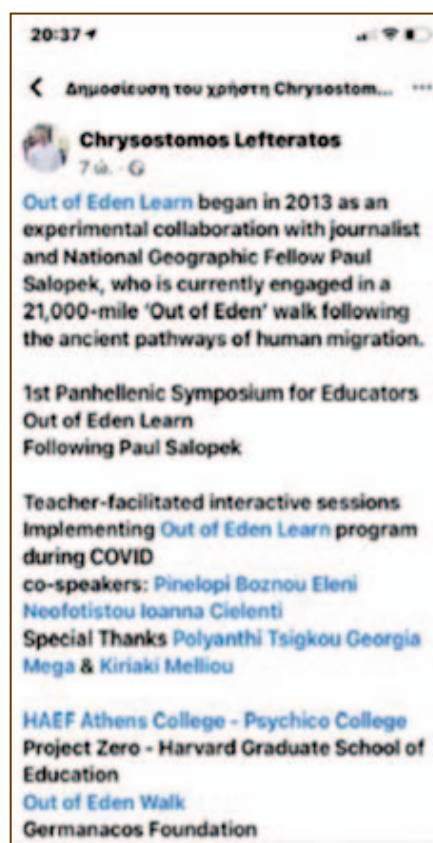 20:37
Δημοσίευση του χρήστη Chrysostom...
Chrysostomos Lefteratos
7 ώ. ·
Out of Eden Learn began in 2013 as an
experimental collaboration with journalist
and National Geographic Fellow Paul
Salopek, who is currently engaged in a
21,000-mile ‘Out of Eden’ walk following
the ancient pathways of human migration.
1st Panhellenic Symposium for Educators
Out of Eden Learn
Following Paul Salopek
Teacher-facilitated interactive sessions
Implementing Out of Eden Learn program
during COVID
co-speakers: Pinelopi Boznou Eleni
Neofotistou Ioanna Cielenti
Special Thanks Polyanthi Tsigkou Georgia
Mega & Kiriaki Melliou
HAEF Athens College - Psychico College
Project Zero - Harvard Graduate School of
Education
Out of Eden Walk
Germanacos Foundation